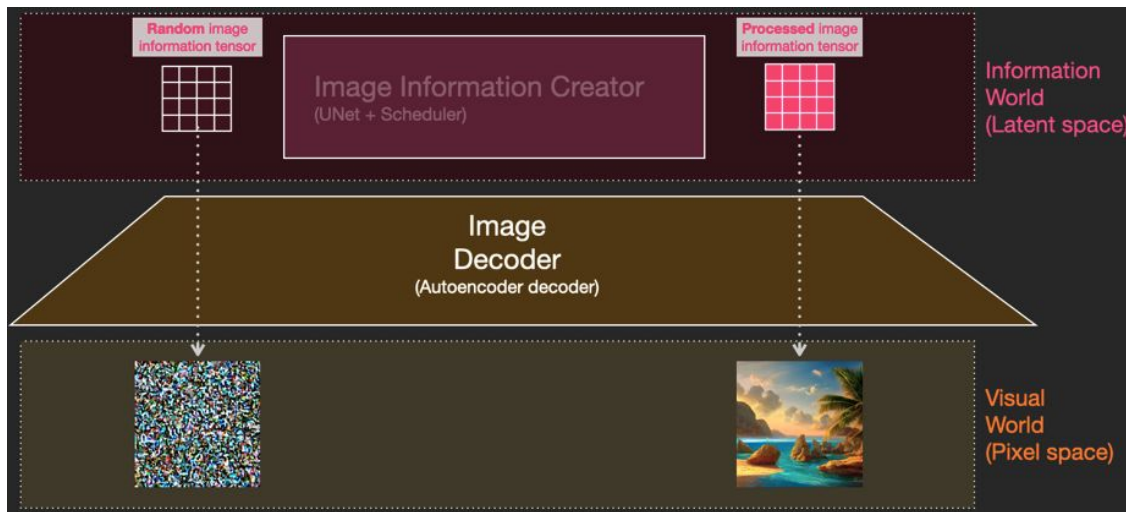 Random image
information tensor
Processed image
information tensor
Image Information Creator
(UNet + Scheduler)
Information
World
(Latent space)
Image
Decoder
(Autoencoder decoder)
Visual
World
(Pixel space)